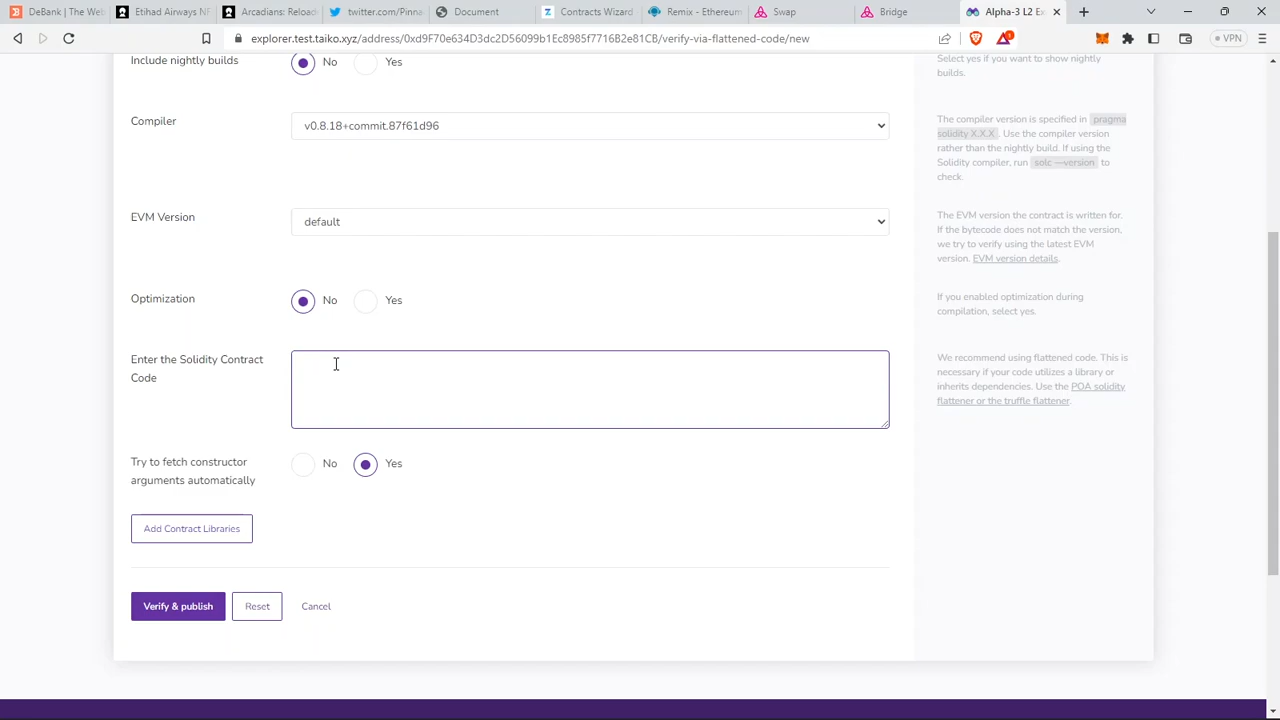 DeBank | The Web
Etihad Airways & NF
Arcadians: Reload
twitter.com/Pinna
Document
Contracts Wizard
Remix - Ethereum
Swap
Bridge
Alpha-3 L2 Ex
explorer.test.taiko.xyz/address/0xd9F70e634D3dc2D56099b1Ec8985f7716B2e81CB/verify-via-flattened-code/new
1
VPN
Include nightly builds
No
Yes
Select yes if you want to show nightly
builds.
Compiler
v0.8.18+commit.87f61d96
The compiler version is specified in pragma
solidity X.X.X . Use the compiler version
rather than the nightly build. If using the
Solidity compiler, run solc —version to
check.
EVM Version
default
The EVM version the contract is written for.
If the bytecode does not match the version,
we try to verify using the latest EVM
version. EVM version details.
Optimization
No
Yes
If you enabled optimization during
compilation, select yes.
Enter the Solidity Contract
Code
We recommend using flattened code. This is
necessary if your code utilizes a library or
inherits dependencies. Use the POA solidity
flattener or the truffle flattener.
Try to fetch constructor
arguments automatically
No
Yes
Add Contract Libraries
Verify & publish
Reset
Cancel